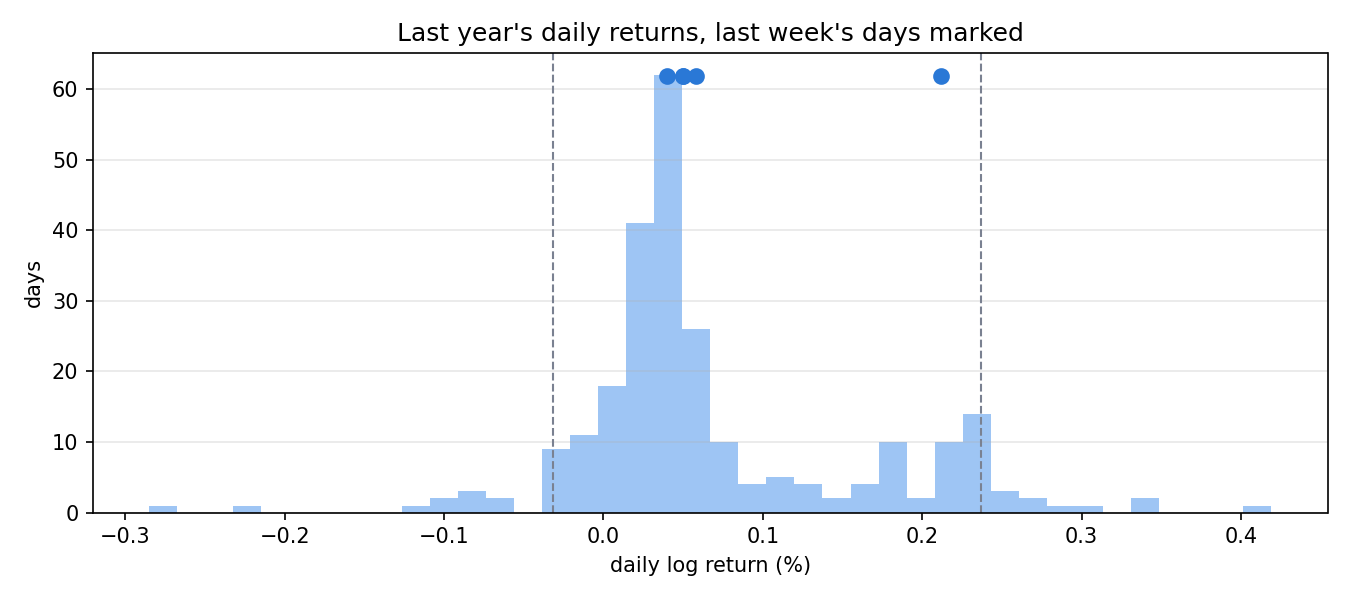 Last year's daily returns, last week's days marked
60
50
40
30
20
10
0
days
−0.3 −0.2 −0.1 0.0 0.1 0.2 0.3 0.4
daily log return (%)